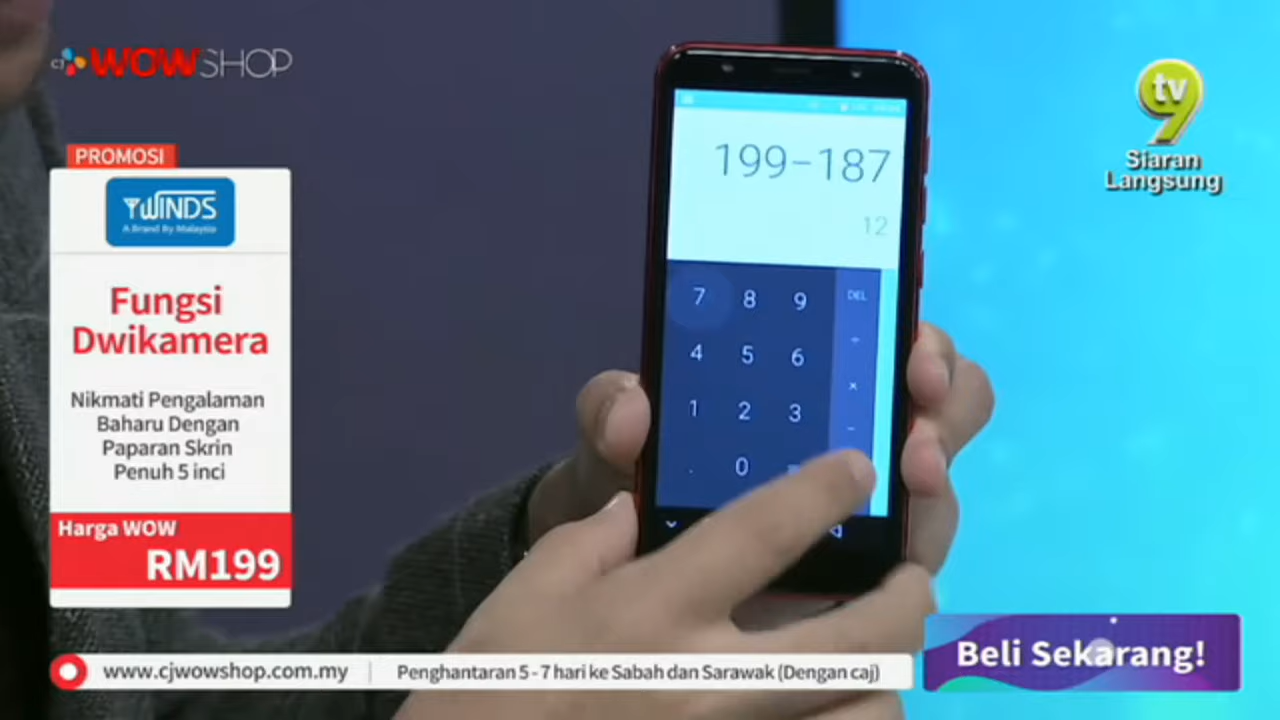 CJ WOWSHOP
tv
9
Siaran
Langsung
PROMOSI
WINDS
A Brand By Malaysia
Fungsi
Dwikamera
Nikmati Pengalaman
Baharu Dengan
Paparan Skrin
Penuh 5 inci
Harga WOW
RM199
199−187
12
7 8 9 DEL
÷
4 5 6
×
1 2 3
−
. 0
Beli Sekarang!
www.cjwowshop.com.my
Penghantaran 5 - 7 hari ke Sabah dan Sarawak (Dengan caj)